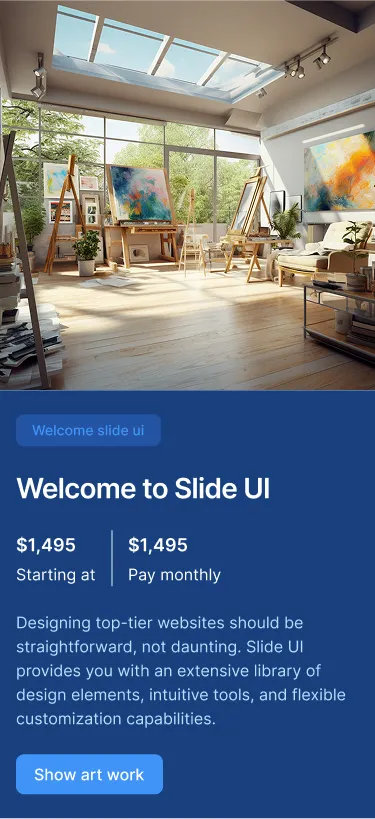 Welcome slide ui
Welcome to Slide UI
$1,495
Starting at
$1,495
Pay monthly
Designing top-tier websites should be
straightforward, not daunting. Slide UI
provides you with an extensive library of
design elements, intuitive tools, and flexible
customization capabilities.
Show art work